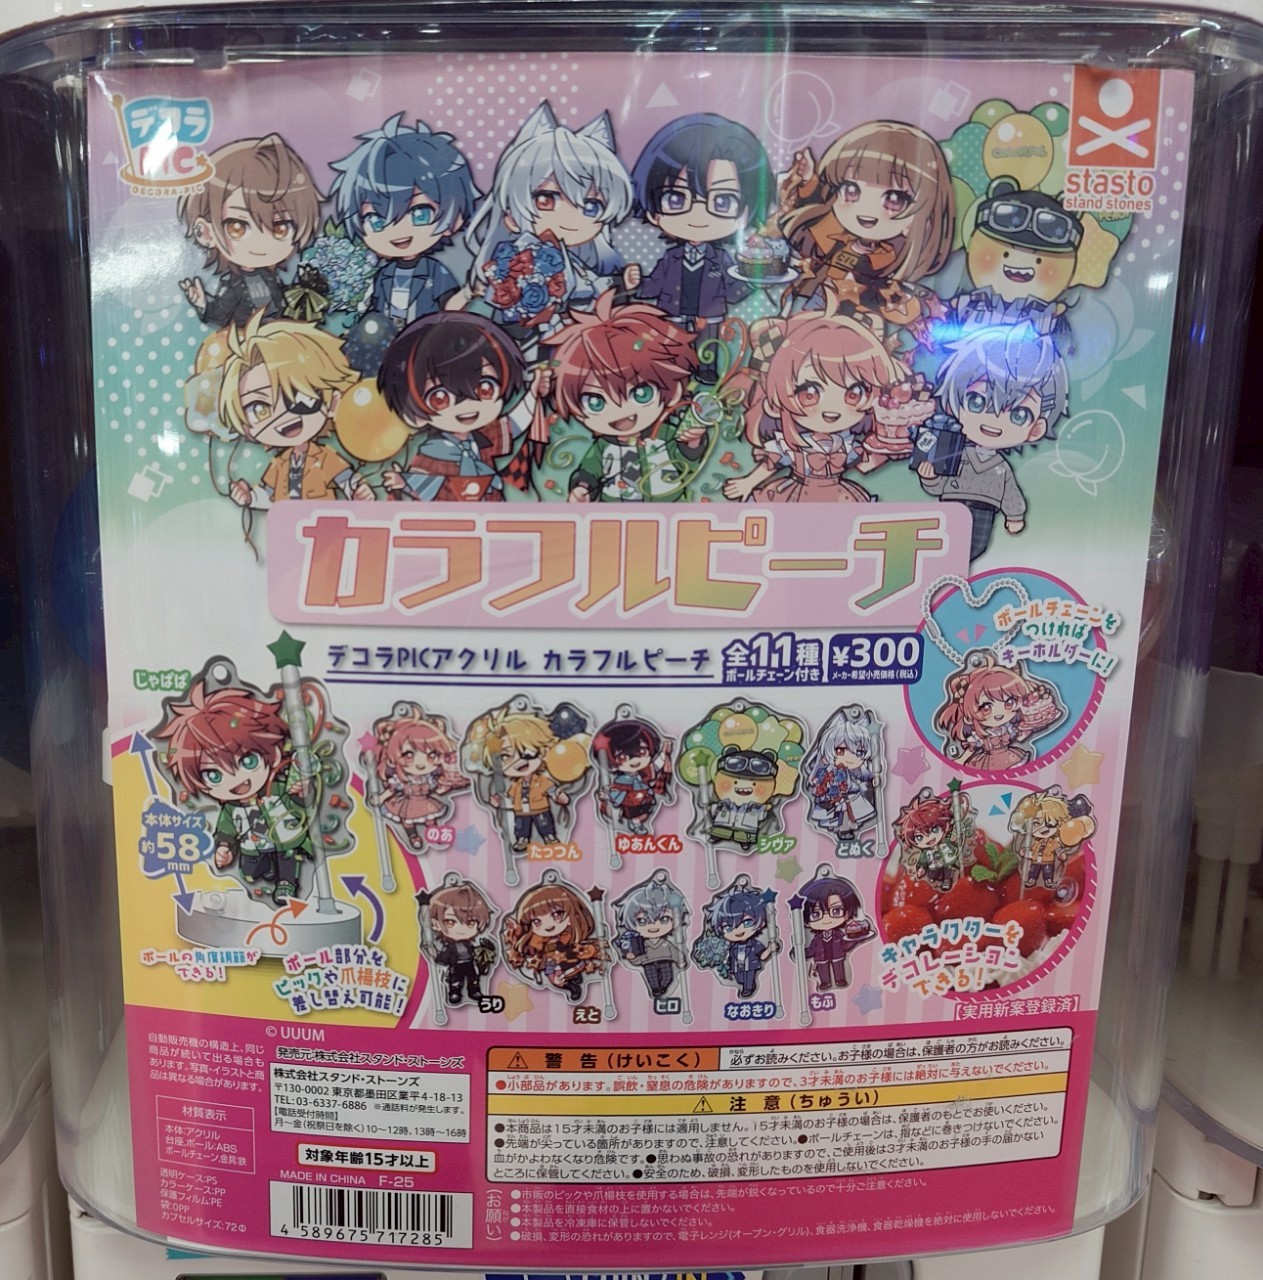 デコラ
PIC
DECORA・PIC
stasto
stand stones
カラフルピーチ
デコラPICアクリル カラフルピーチ
全11種
ボールチェーン付き
¥300
メーカー希望小売価格(税込)
ボールチェーンを
つければ
キーホルダーに!
じゃぱぱ
本体サイズ
約58
mm
のあ
たっつん
ゆあんくん
シヴァ
どぬく
うり
えと
ヒロ
なおきり
もふ
ポールの角度調節が
できる!
ポール部分を
ピックや爪楊枝に
差し替え可能!
キャラクターを
デコレーション
できる!
【実用新案登録済】
自動販売機の構造上、同じ
商品が続いて出る場合も
あります。写真・イラストと商
品は異なる場合があります。
材質表示
本体:アクリル
台座、ポール:ABS
ボールチェーン、金具:鉄
透明ケース:PS
カラーケース:PP
保護フィルム:PE
袋:OPP
カプセルサイズ:72Φ
© UUUM
発売元:株式会社スタンド・ストーンズ
株式会社スタンド・ストーンズ
〒130-0002 東京都墨田区業平4-18-13
TEL:03-6337-6886 ※通話料が発生します。
【電話受付時間】
月〜金(祝祭日を除く)10〜12時、13時〜16時
対象年齢15才以上
MADE IN CHINA F-25
4 589675 717285
警告(けいこく)
必ずお読みください。お子様の場合は、保護者の方がお読みください。
●小部品があります。誤飲・窒息の危険がありますので、3才未満のお子様には絶対に与えないでください。
注意(ちゅうい)
●本商品は15才未満のお子様には適用しません。15才未満のお子様の場合は、保護者のもとでお使いください。
●先端が尖っている箇所がありますので、注意してください。●ボールチェーンは、指などに巻きつけないでください。
血がかよわなくなり危険です。●思わぬ事故の恐れがありますので、ご使用後は3才未満のお子様の手の届かない
ところに保管してください。●安全のため、破損、変形したものを使用しないでください。
(お願い)
●市販のピックや爪楊枝を使用する場合は、先端が鋭くなっているので十分ご注意ください。
●本製品を直接食材の上に置かないでください。
●本製品を冷凍庫に保管しないでください。
●破損、変形の恐れがありますので、電子レンジ(オーブン・グリル)、食器洗浄機、食器乾燥機を絶対に使用しないでください。